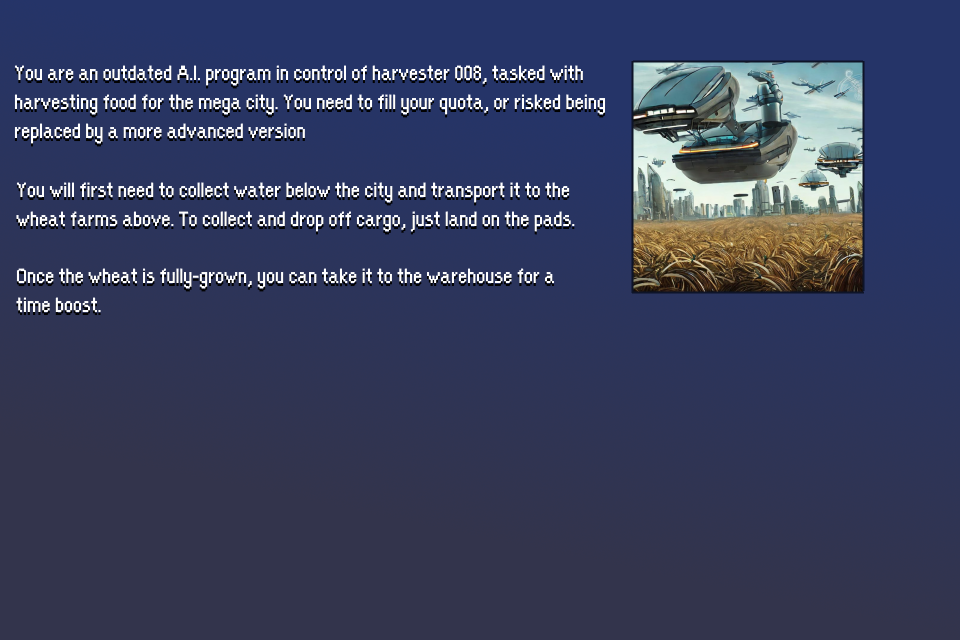 You are an outdated A.I. program in control of harvester 008, tasked with
harvesting food for the mega city. You need to fill your quota, or risked being
replaced by a more advanced version
You will first need to collect water below the city and transport it to the
wheat farms above. To collect and drop off cargo, just land on the pads.
Once the wheat is fully-grown, you can take it to the warehouse for a
time boost.